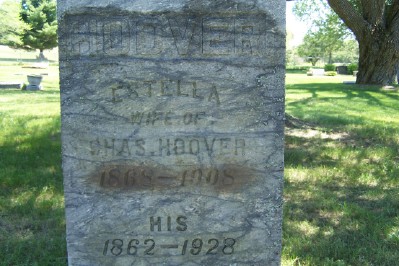 HOOVER
ESTELLA
WIFE OF
CHAS. HOOVER
1868-1908
HIS
1862-1928